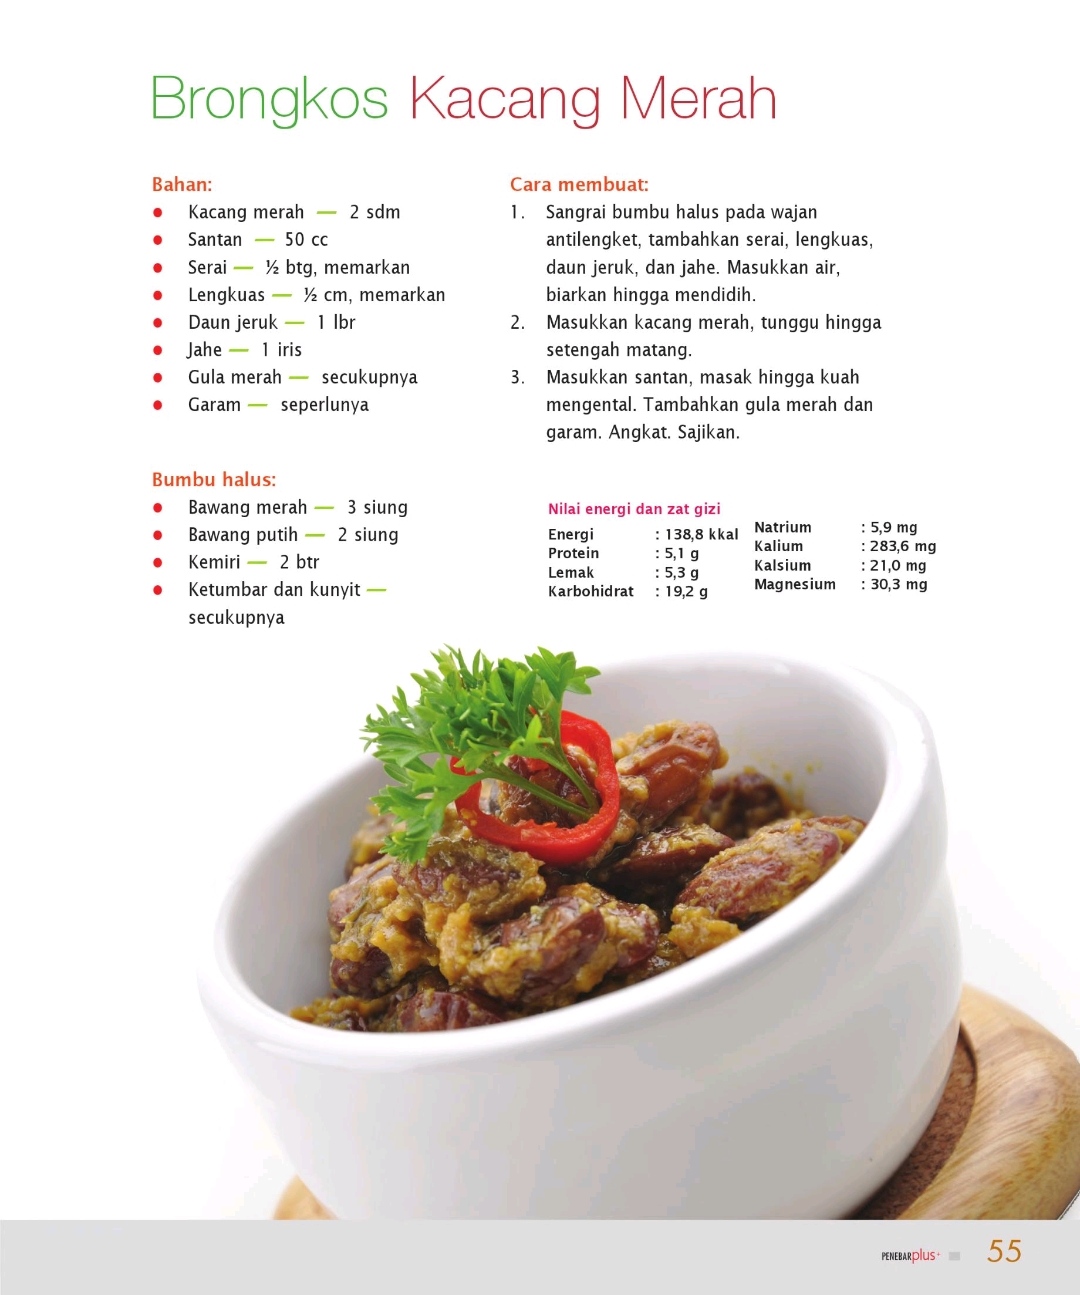 Brongkos Kacang Merah
Bahan:
• Kacang merah — 2 sdm
• Santan — 50 cc
• Serai — ½ btg, memarkan
• Lengkuas — ½ cm, memarkan
• Daun jeruk — 1 lbr
• Jahe — 1 iris
• Gula merah — secukupnya
• Garam — seperlunya
Bumbu halus:
• Bawang merah — 3 siung
• Bawang putih — 2 siung
• Kemiri — 2 btr
• Ketumbar dan kunyit —
secukupnya
Cara membuat:
1. Sangrai bumbu halus pada wajan
antilengket, tambahkan serai, lengkuas,
daun jeruk, dan jahe. Masukkan air,
biarkan hingga mendidih.
2. Masukkan kacang merah, tunggu hingga
setengah matang.
3. Masukkan santan, masak hingga kuah
mengental. Tambahkan gula merah dan
garam. Angkat. Sajikan.
Nilai energi dan zat gizi
Energi : 138,8 kkal
Protein : 5,1 g
Lemak : 5,3 g
Karbohidrat : 19,2 g
Natrium : 5,9 mg
Kalium : 283,6 mg
Kalsium : 21,0 mg
Magnesium : 30,3 mg
PENEBAR plus+
55